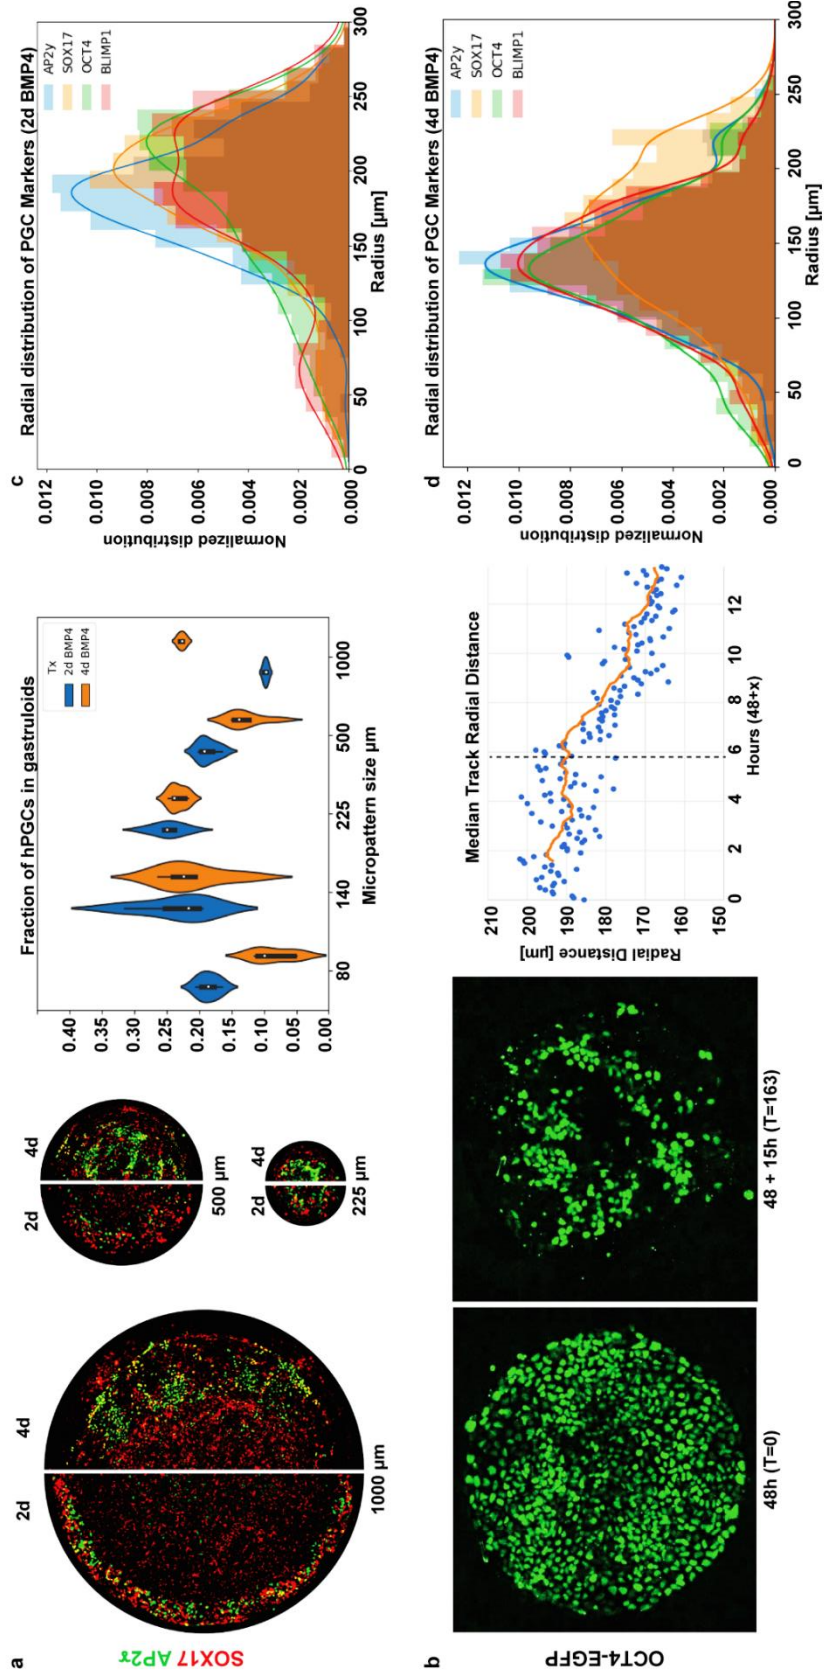 a
SOX17 AP2ɤ
2d
4d
1000 µm
2d
4d
500 µm
2d
4d
225 µm
Fraction of hPGCs in gastruloids
Tx
2d BMP4
4d BMP4
0.40
0.35
0.30
0.25
0.20
0.15
0.10
0.05
0.00
80
140
225
500
1000
Micropattern size µm
c
Radial distribution of PGC Markers (2d BMP4)
AP2y
SOX17
OCT4
BLIMP1
Normalized distribution
0.012
0.010
0.008
0.006
0.004
0.002
0.000
0
50
100
150
200
250
300
Radius [µm]
b
OCT4-EGFP
48h (T=0)
48 + 15h (T=163)
Median Track Radial Distance
Radial Distance [µm]
210
200
190
180
170
160
150
0
2
4
6
8
10
12
Hours (48+x)
d
Radial distribution of PGC Markers (4d BMP4)
AP2y
SOX17
OCT4
BLIMP1
Normalized distribution
0.012
0.010
0.008
0.006
0.004
0.002
0.000
0
50
100
150
200
250
300
Radius [µm]